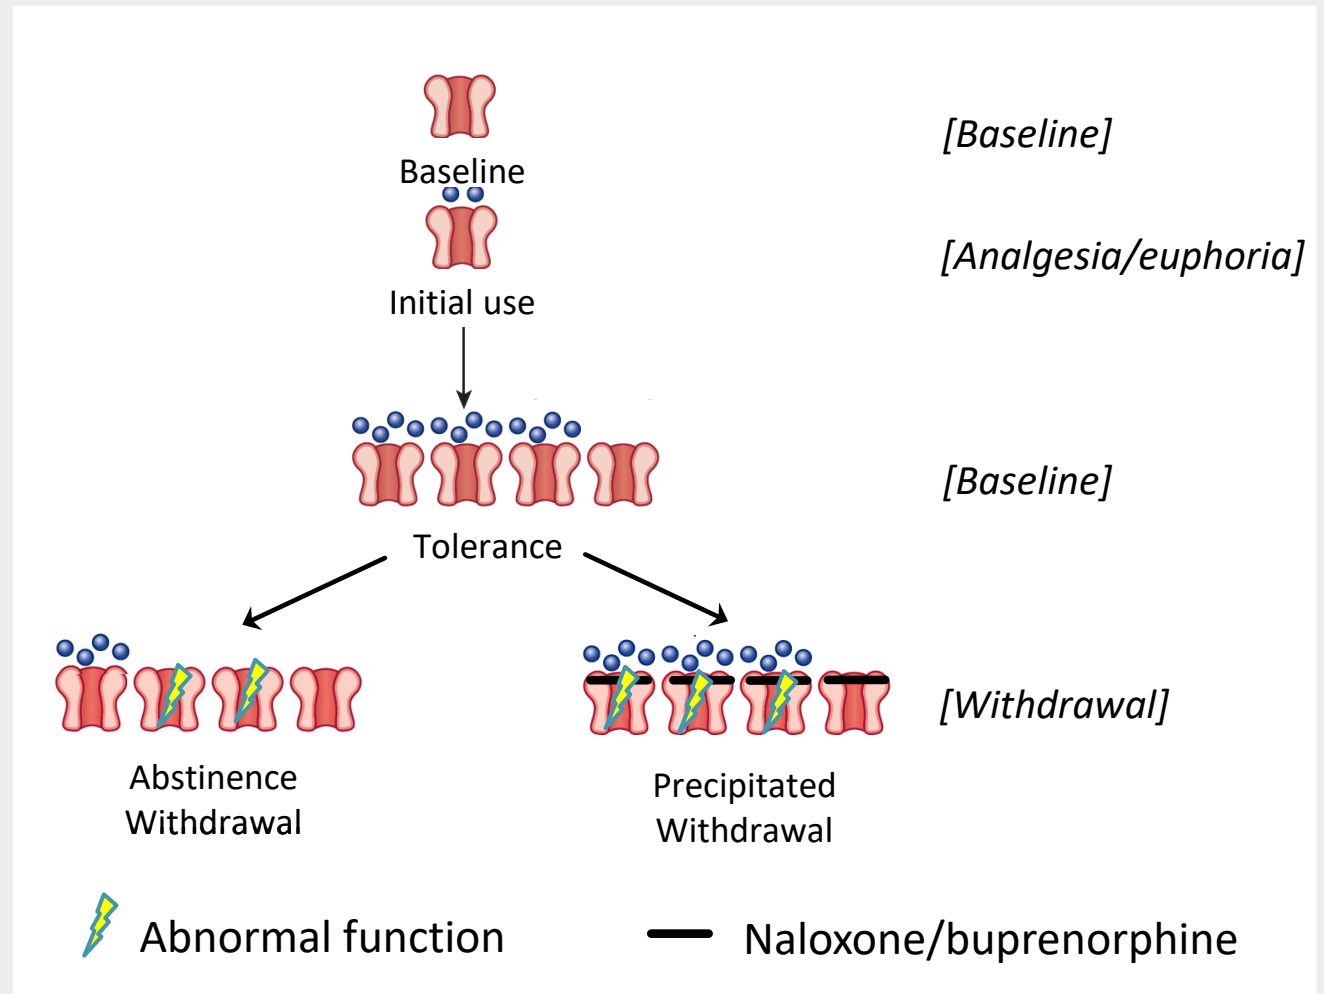 Baseline
[Baseline]
Initial use
[Analgesia/euphoria]
Tolerance
[Baseline]
Abstinence
Withdrawal
Precipitated
Withdrawal
[Withdrawal]
Abnormal function
Naloxone/buprenorphine